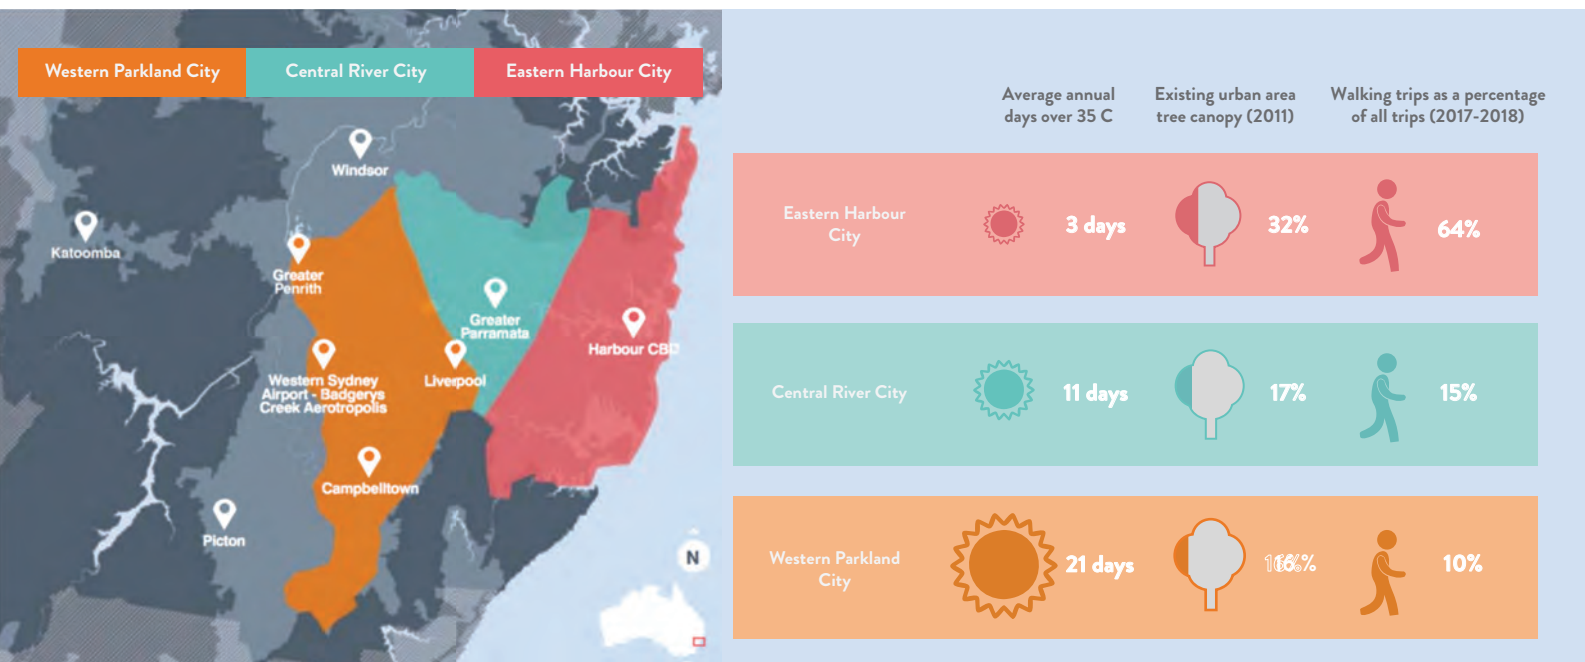 Western Parkland City
Central River City
Eastern Harbour City
Windsor
Katoomba
Greater
Penrith
Greater
Parramata
Harbour CBD
Western Sydney
Airport - Badgerys
Creek Aerotropolis
Liverpool
Campbelltown
Picton
N
Average annual
days over 35 C
Existing urban area
tree canopy (2011)
Walking trips as a percentage
of all trips (2017-2018)
Eastern Harbour
City
3 days
32%
64%
Central River City
11 days
17%
15%
Western Parkland
City
21 days
10%